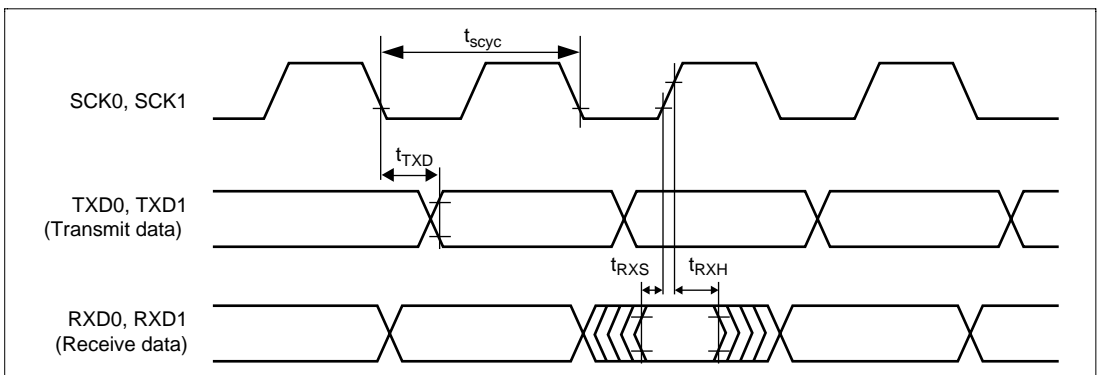 tscyc
SCK0, SCK1
tTXD
TXD0, TXD1
(Transmit data)
tRXS
tRXH
RXD0, RXD1
(Receive data)